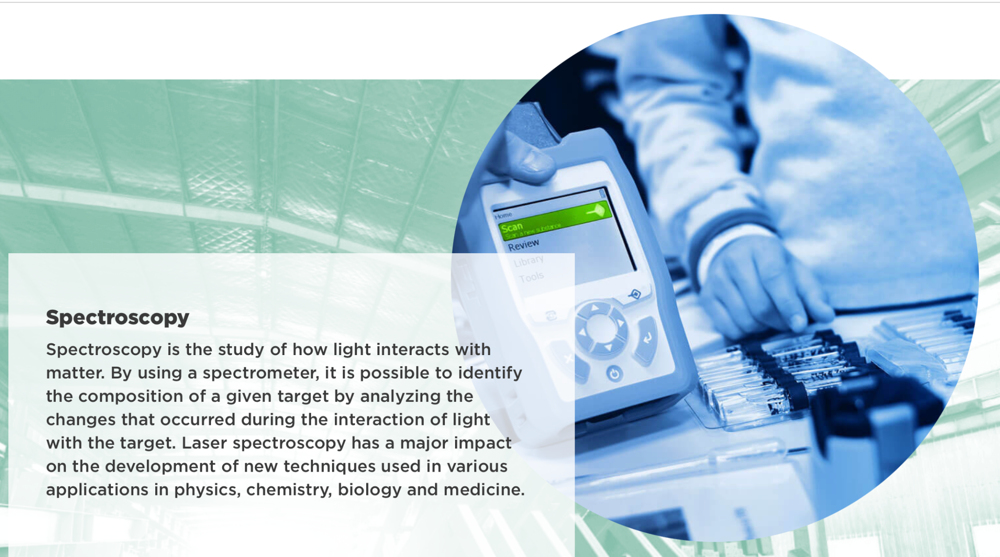 Home
Scan
Scan a new substance
Review
Library
Tools
Spectroscopy
Spectroscopy is the study of how light interacts with
matter. By using a spectrometer, it is possible to identify
the composition of a given target by analyzing the
changes that occurred during the interaction of light
with the target. Laser spectroscopy has a major impact
on the development of new techniques used in various
applications in physics, chemistry, biology and medicine.